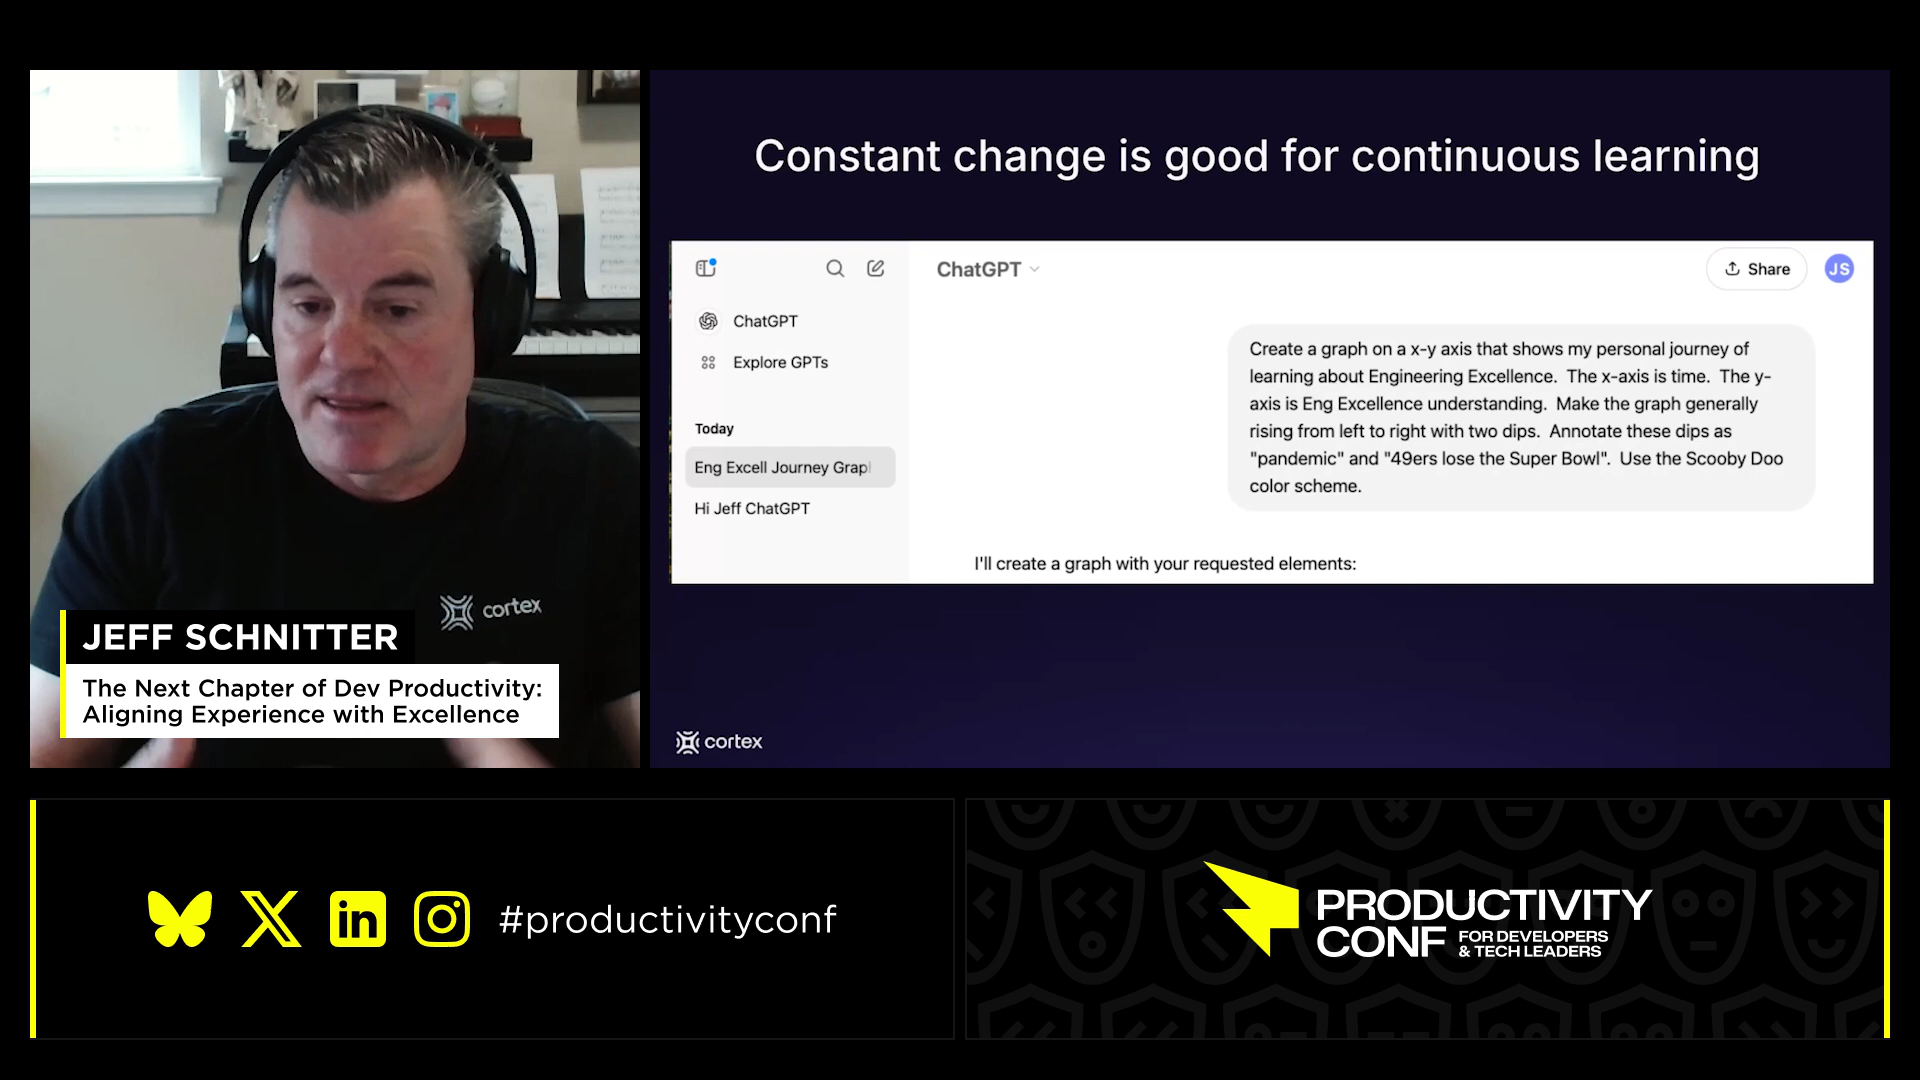 Constant change is good for continuous learning
ChatGPT
Share
JS
ChatGPT
Explore GPTs
Create a graph on a x-y axis that shows my personal journey of
learning about Engineering Excellence. The x-axis is time. The y-
axis is Eng Excellence understanding. Make the graph generally
rising from left to right with two dips. Annotate these dips as
"pandemic" and "49ers lose the Super Bowl". Use the Scooby Doo
color scheme.
Today
Eng Excell Journey Grap
Hi Jeff ChatGPT
I'll create a graph with your requested elements:
cortex
cortex
JEFF SCHNITTER
The Next Chapter of Dev Productivity:
Aligning Experience with Excellence
in
#productivityconf
PRODUCTIVITY
CONF FOR DEVELOPERS
& TECH LEADERS